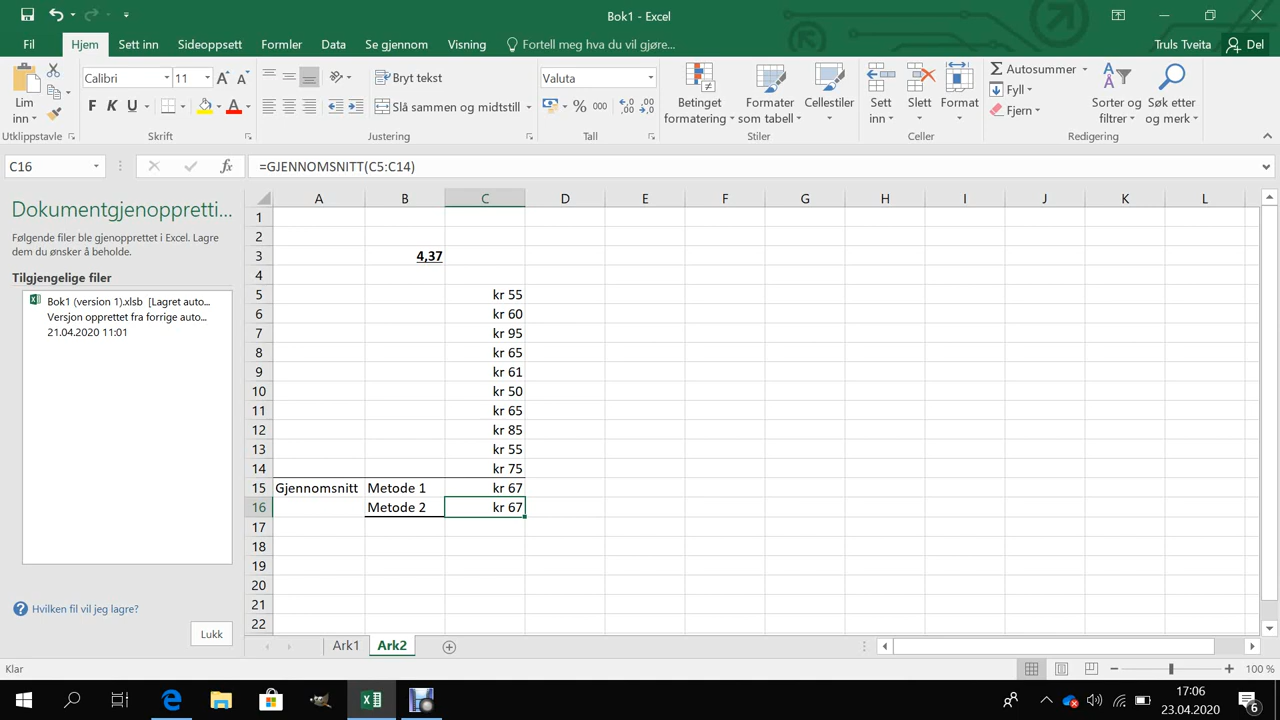 Bok1 - Excel
Fil Hjem Sett inn Sideoppsett Formler Data Se gjennom Visning Fortell meg hva du vil gjøre... Truls Tveita Del
Lim inn
Calibri 11
F K U A
Bryt tekst
Slå sammen og midtstill
Valuta
% 000
Betinget formatering
Formater som tabell
Cellestiler
Sett inn
Slett
Format
Autosummer
Fyll
Fjern
Sorter og filtrer
Søk etter og merk
Utklippstavle Skrift Justering Tall Stiler Celler Redigering
C16 fx =GJENNOMSNITT(C5:C14)
Dokumentgjenoppretti...
Følgende filer ble gjenopprettet i Excel. Lagre
dem du ønsker å beholde.
Tilgjengelige filer
Bok1 (version 1).xlsb [Lagret auto...
Versjon opprettet fra forrige auto...
21.04.2020 11:01
Hvilken fil vil jeg lagre?
Lukk
A B C D E F G H I J K L
1
2
3 4,37
4
5 kr 55
6 kr 60
7 kr 95
8 kr 65
9 kr 61
10 kr 50
11 kr 65
12 kr 85
13 kr 55
14 kr 75
15 Gjennomsnitt Metode 1 kr 67
16 Metode 2 kr 67
17
18
19
20
21
22
Ark1 Ark2
Klar 100 %
17:06
23.04.2020
6